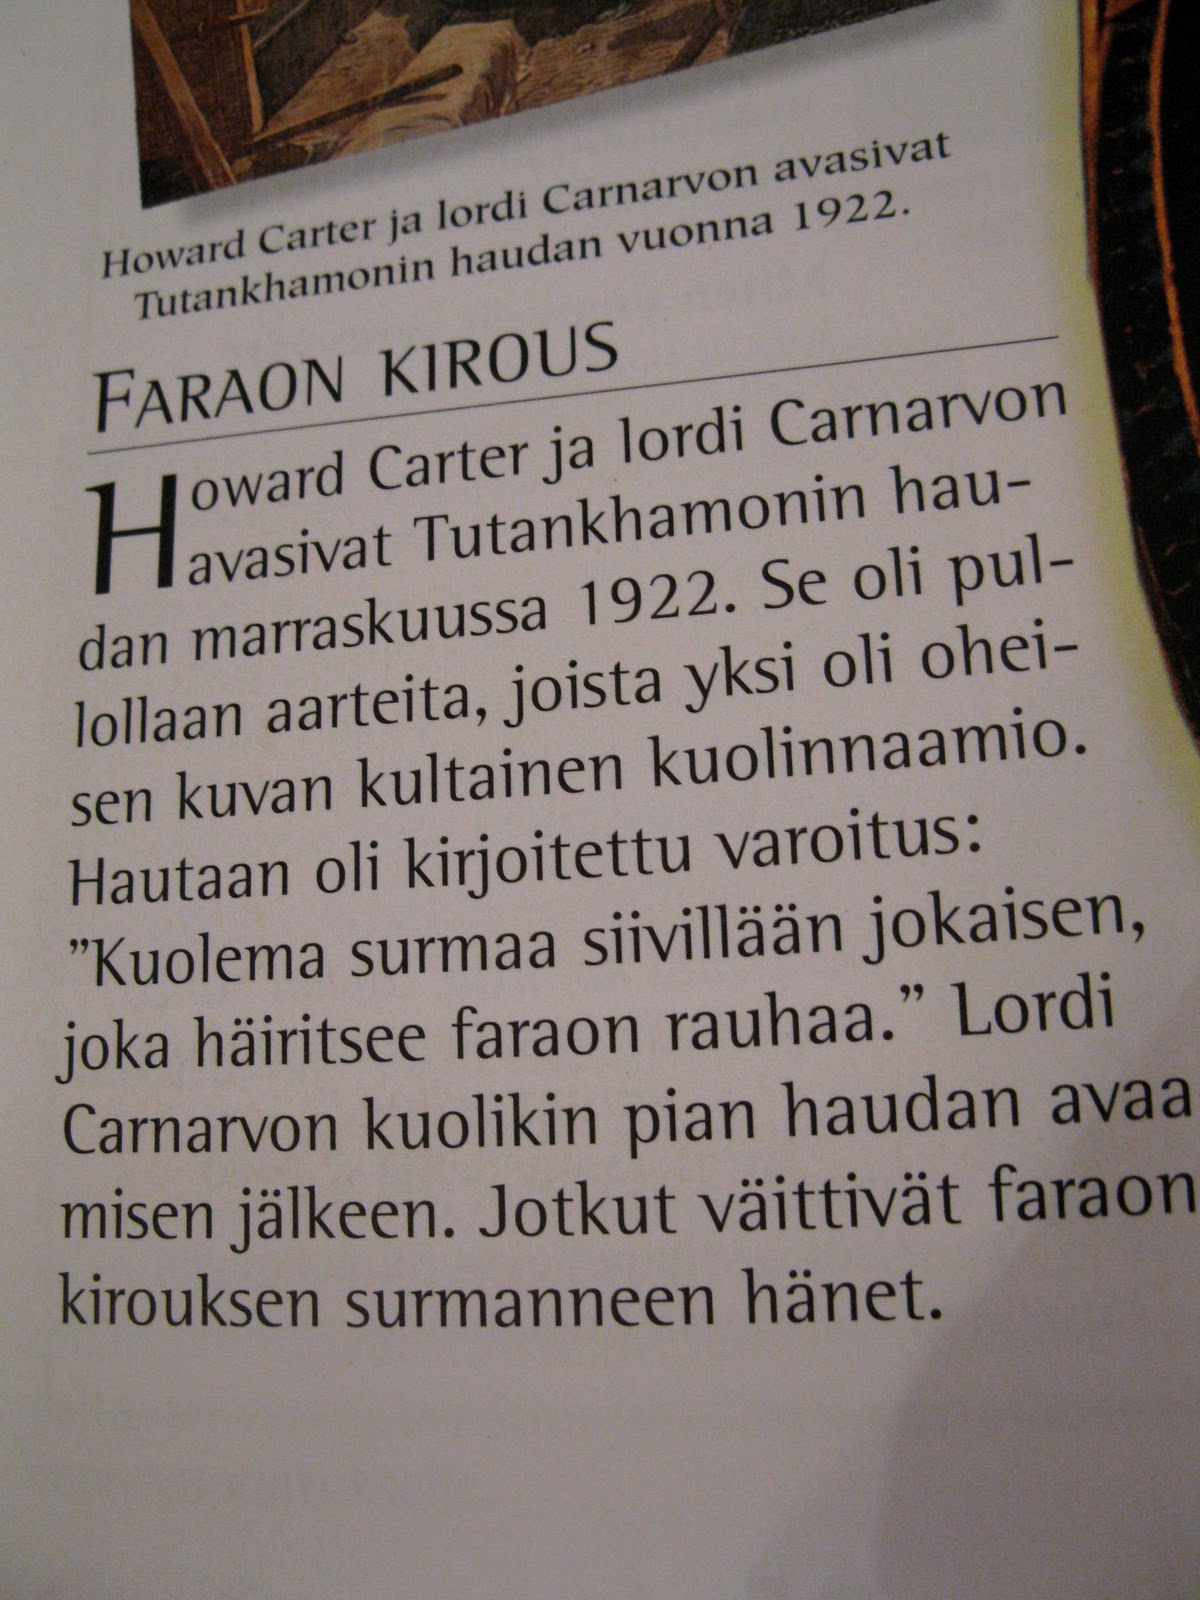 Howard Carter ja lordi Carnarvon avasivat
Tutankhamonin haudan vuonna 1922.
FARAON KIROUS
Howard Carter ja lordi Carnarvon
avasivat Tutankhamonin hau-
dan marraskuussa 1922. Se oli pul-
lollaan aarteita, joista yksi oli ohei-
sen kuvan kultainen kuolinnaamio.
Hautaan oli kirjoitettu varoitus:
”Kuolema surmaa siivillään jokaisen,
joka häiritsee faraon rauhaa.” Lordi
Carnarvon kuolikin pian haudan avaa
misen jälkeen. Jotkut väittivät faraon
kirouksen surmanneen hänet.